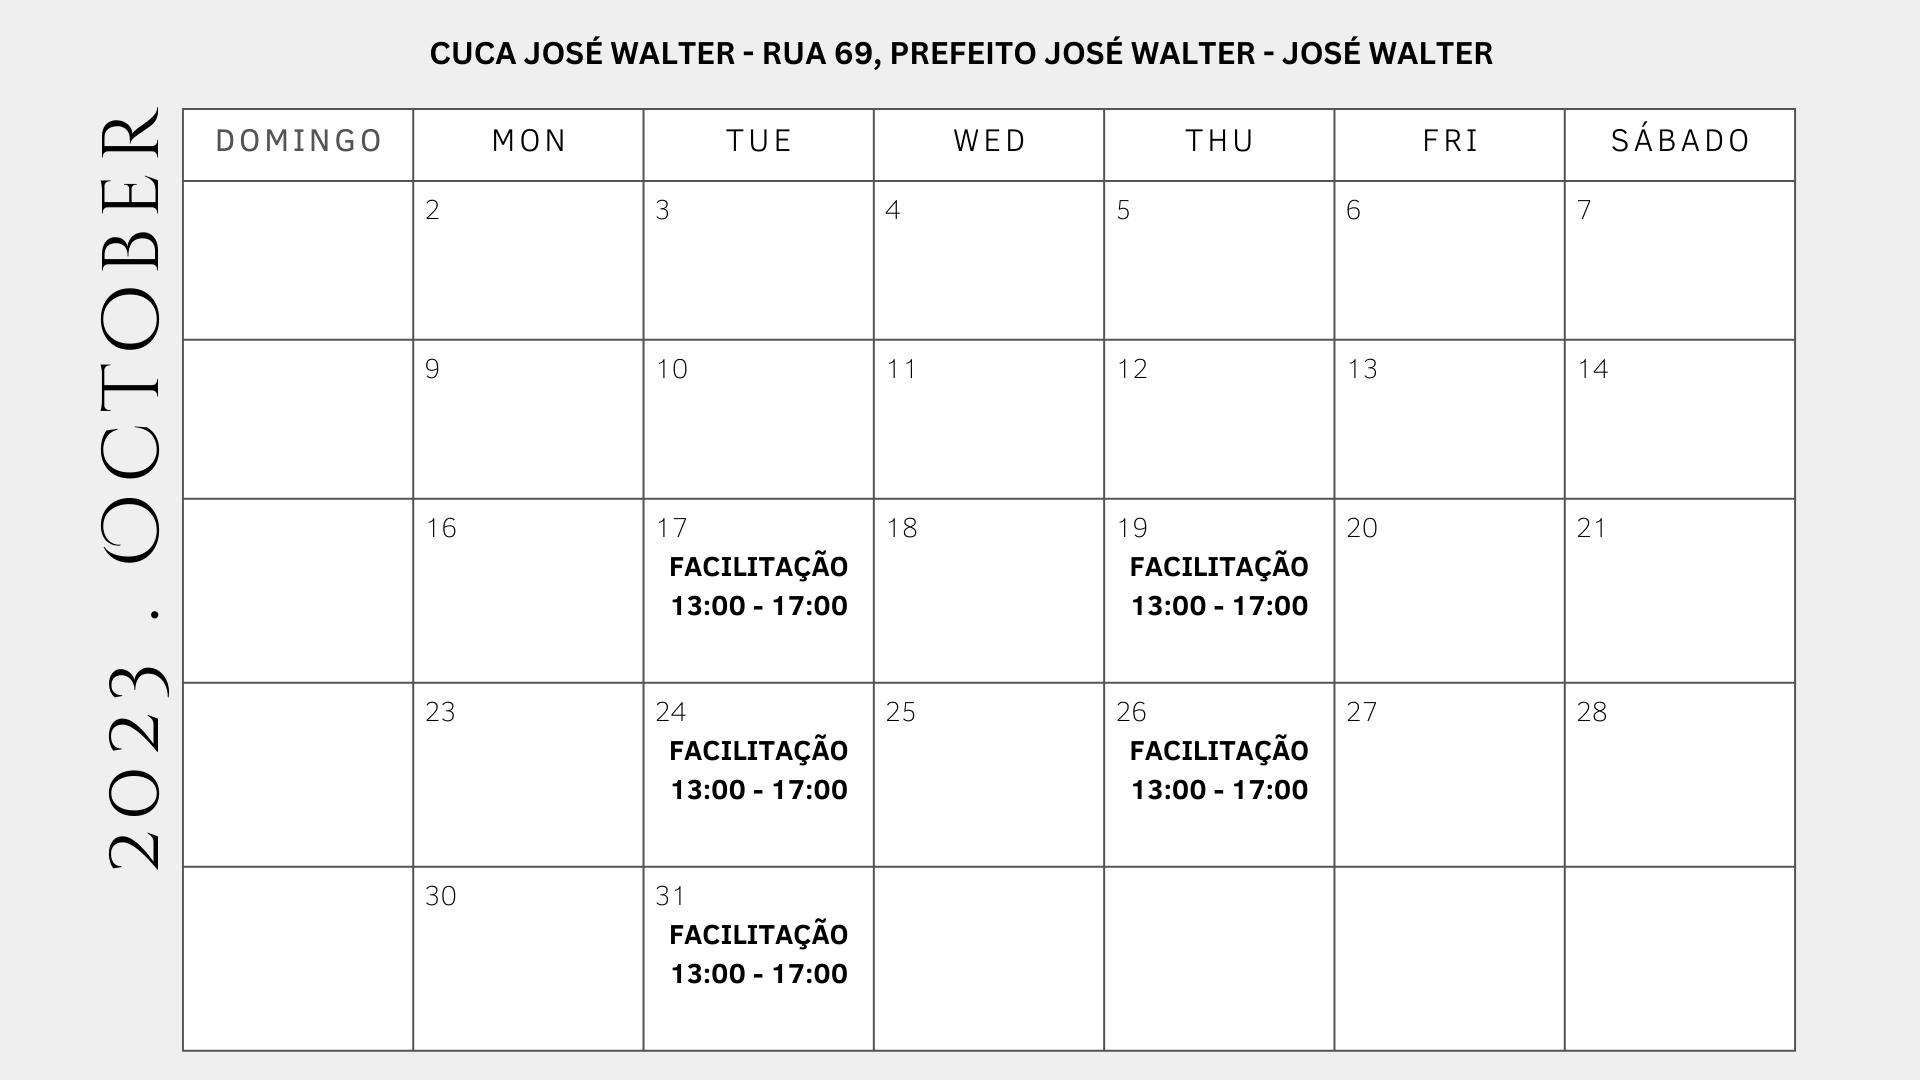 CUCA JOSÉ WALTER - RUA 69, PREFEITO JOSÉ WALTER - JOSÉ WALTER
2023 . OCTOBER
DOMINGO MON TUE WED THU FRI SÁBADO
2 3 4 5 6 7
9 10 11 12 13 14
16 17 18 19 20 21
FACILITAÇÃO FACILITAÇÃO
13:00 - 17:00 13:00 - 17:00
23 24 25 26 27 28
FACILITAÇÃO FACILITAÇÃO
13:00 - 17:00 13:00 - 17:00
30 31
FACILITAÇÃO
13:00 - 17:00